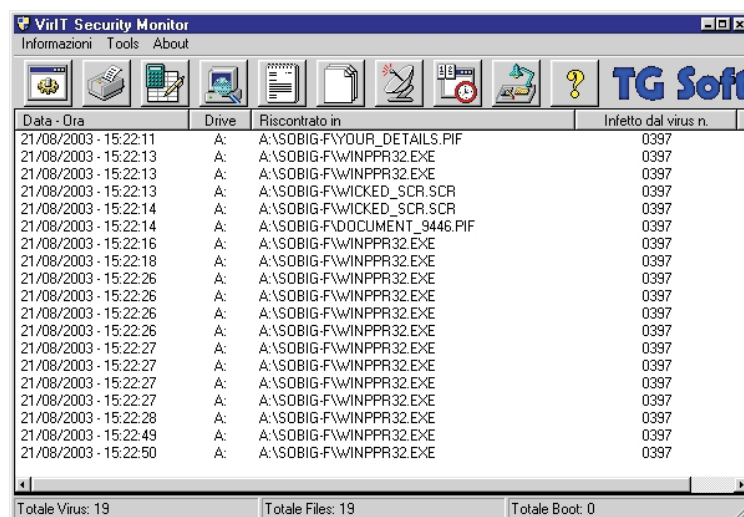 VirIT Security Monitor
Informazioni Tools About
TG Soft
Data - Ora Drive Riscontrato in Infetto dal virus n.
21/08/2003 - 15:22:11 A: A:\SOBIG-F\YOUR_DETAILS.PIF 0397
21/08/2003 - 15:22:13 A: A:\SOBIG-F\WINPPR32.EXE 0397
21/08/2003 - 15:22:13 A: A:\SOBIG-F\WINPPR32.EXE 0397
21/08/2003 - 15:22:13 A: A:\SOBIG-F\WICKED_SCR.SCR 0397
21/08/2003 - 15:22:14 A: A:\SOBIG-F\WICKED_SCR.SCR 0397
21/08/2003 - 15:22:14 A: A:\SOBIG-F\DOCUMENT_9446.PIF 0397
21/08/2003 - 15:22:16 A: A:\SOBIG-F\WINPPR32.EXE 0397
21/08/2003 - 15:22:18 A: A:\SOBIG-F\WINPPR32.EXE 0397
21/08/2003 - 15:22:26 A: A:\SOBIG-F\WINPPR32.EXE 0397
21/08/2003 - 15:22:26 A: A:\SOBIG-F\WINPPR32.EXE 0397
21/08/2003 - 15:22:26 A: A:\SOBIG-F\WINPPR32.EXE 0397
21/08/2003 - 15:22:26 A: A:\SOBIG-F\WINPPR32.EXE 0397
21/08/2003 - 15:22:27 A: A:\SOBIG-F\WINPPR32.EXE 0397
21/08/2003 - 15:22:27 A: A:\SOBIG-F\WINPPR32.EXE 0397
21/08/2003 - 15:22:27 A: A:\SOBIG-F\WINPPR32.EXE 0397
21/08/2003 - 15:22:27 A: A:\SOBIG-F\WINPPR32.EXE 0397
21/08/2003 - 15:22:28 A: A:\SOBIG-F\WINPPR32.EXE 0397
21/08/2003 - 15:22:49 A: A:\SOBIG-F\WINPPR32.EXE 0397
21/08/2003 - 15:22:50 A: A:\SOBIG-F\WINPPR32.EXE 0397
Totale Virus: 19 Totale Files: 19 Totale Boot: 0